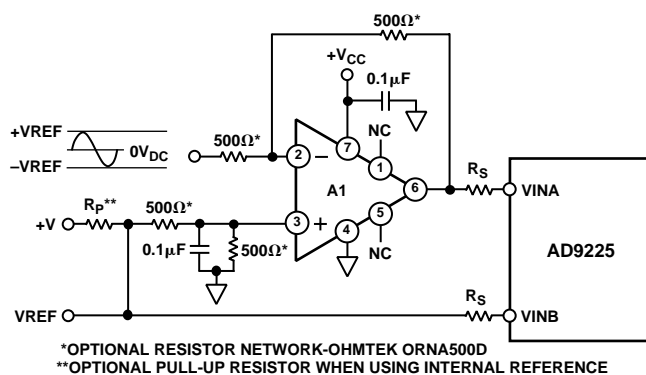 500Ω*
+VCC
0.1µF
+VREF
0VDC
–VREF
500Ω*
NC
2
–
7
1
A1
6
RS
VINA
RP**
+V
500Ω*
3
+
4
5
0.1µF
500Ω*
NC
AD9225
VREF
RS
VINB
*OPTIONAL RESISTOR NETWORK-OHMTEK ORNA500D
**OPTIONAL PULL-UP RESISTOR WHEN USING INTERNAL REFERENCE